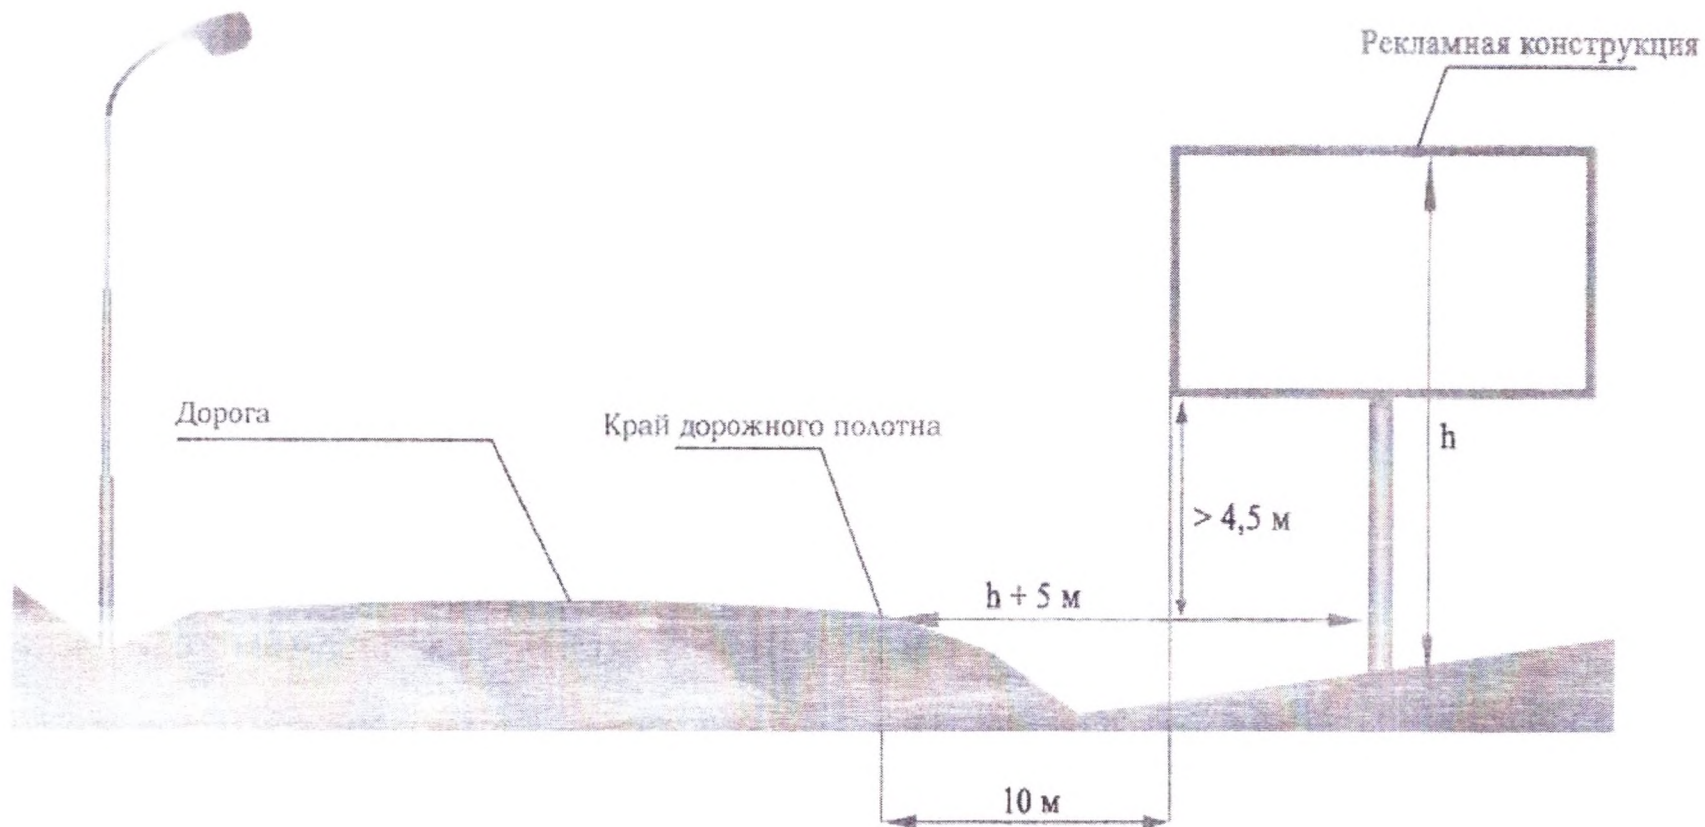 Рекламная конструкция
Дорога
Край дорожного полотна
h
> 4,5 м
h + 5 м
10 м